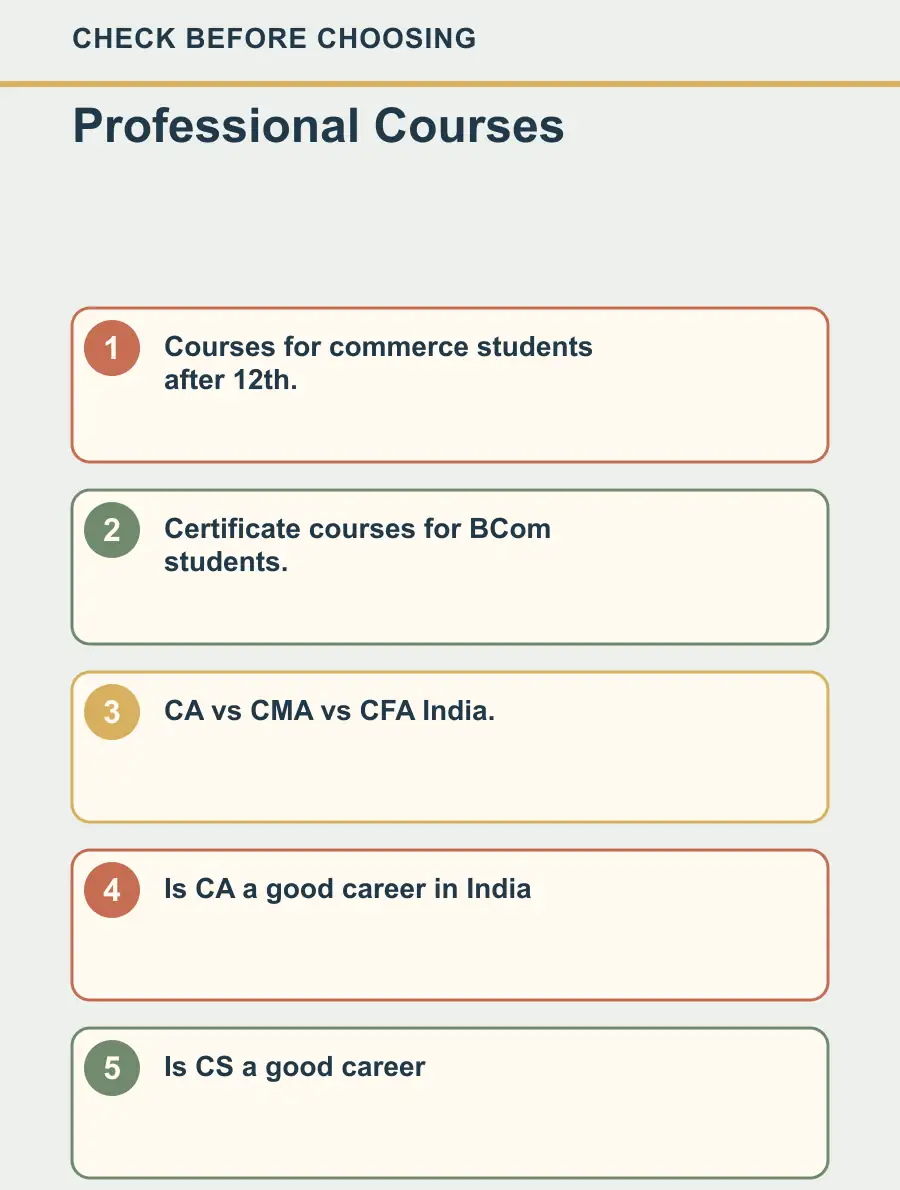 CHECK BEFORE CHOOSING
Professional Courses
1
Courses for commerce students
after 12th.
2
Certificate courses for BCom
students.
3
CA vs CMA vs CFA India.
4
Is CA a good career in India
5
Is CS a good career